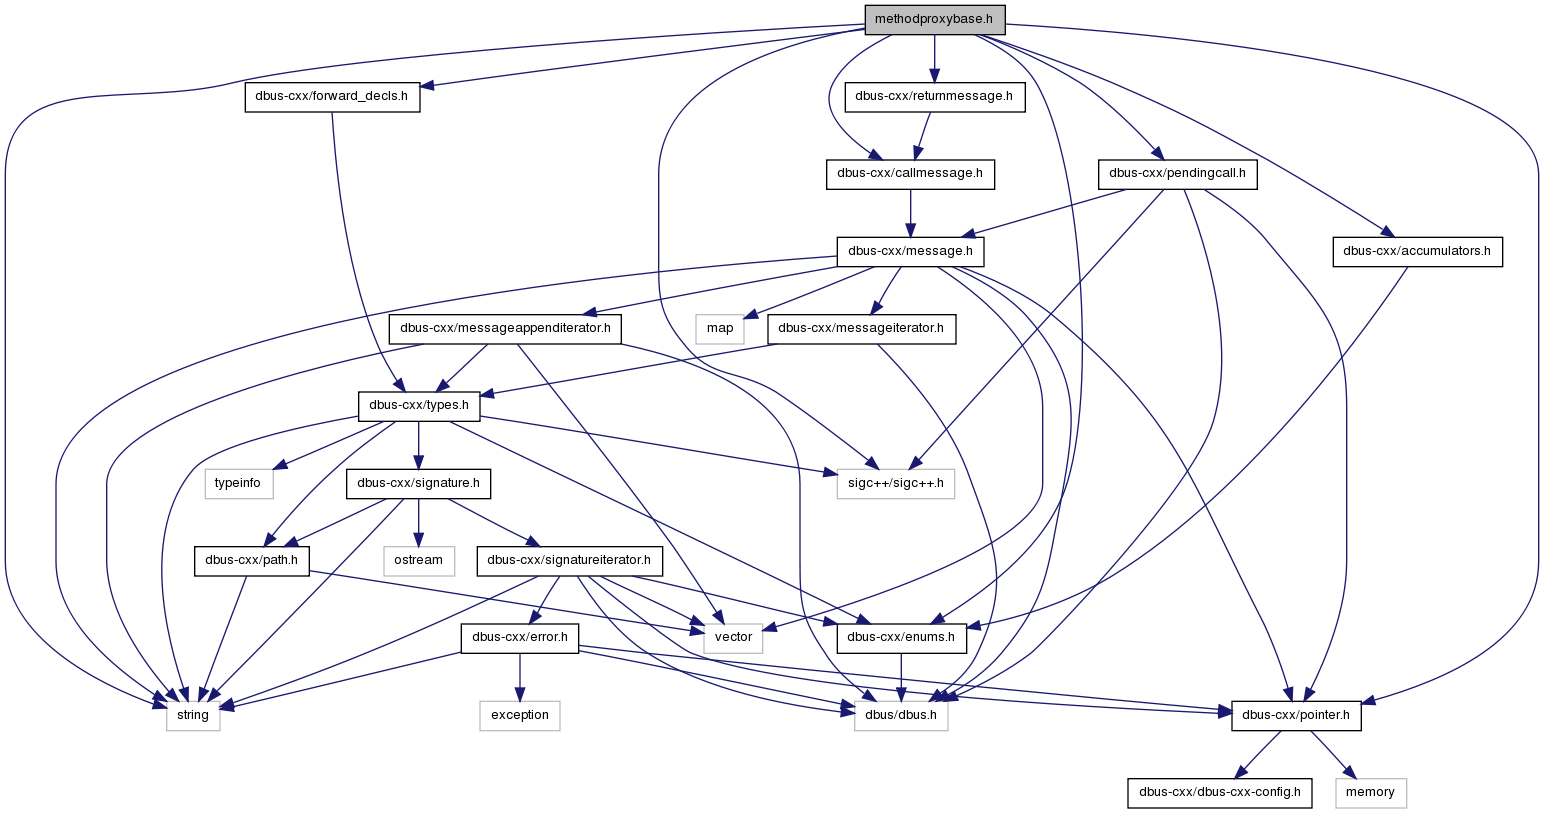 methodproxybase.h
dbus-cxx/forward_decls.h
dbus-cxx/returnmessage.h
dbus-cxx/callmessage.h
dbus-cxx/pendingcall.h
dbus-cxx/message.h
dbus-cxx/accumulators.h
dbus-cxx/messageappenditerator.h
map
dbus-cxx/messageiterator.h
dbus-cxx/types.h
typeinfo
dbus-cxx/signature.h
sigc++/sigc++.h
dbus-cxx/path.h
ostream
dbus-cxx/signatureiterator.h
dbus-cxx/error.h
vector
dbus-cxx/enums.h
string
exception
dbus/dbus.h
dbus-cxx/pointer.h
dbus-cxx/dbus-cxx-config.h
memory